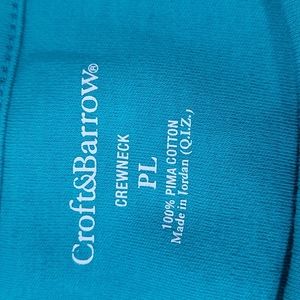 Croft&Barrow®
CREWNECK
PL
100% PIMA COTTON
Made in Jordan (Q.I.Z.)